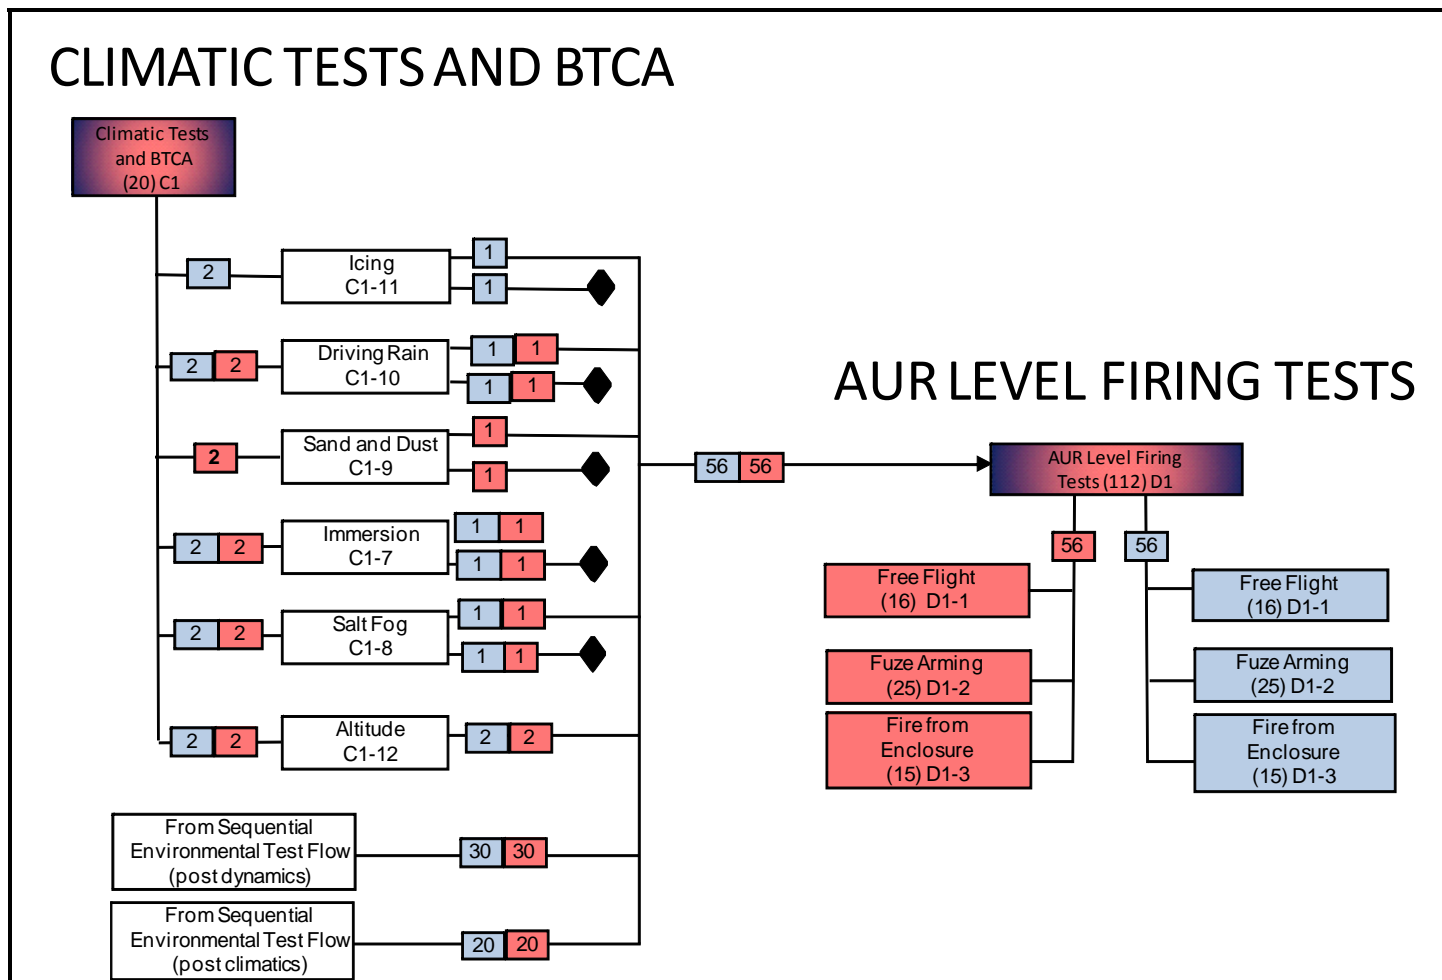 CLIMATIC TESTS AND BTCA
Climatic Tests
and BTCA
(20) C1
2
Icing
C1-11
1
1
2 2
Driving Rain
C1-10
1 1
1 1
2
Sand and Dust
C1-9
1
1
2 2
Immersion
C1-7
1 1
1 1
2 2
Salt Fog
C1-8
1 1
1 1
2 2
Altitude
C1-12
2 2
From Sequential
Environmental Test Flow
(post dynamics)
30 30
From Sequential
Environmental Test Flow
(post climatics)
20 20
56 56
AUR LEVEL FIRING TESTS
AUR Level Firing
Tests (112) D1
56
56
Free Flight
(16) D1-1
Fuze Arming
(25) D1-2
Fire from
Enclosure
(15) D1-3
Free Flight
(16) D1-1
Fuze Arming
(25) D1-2
Fire from
Enclosure
(15) D1-3